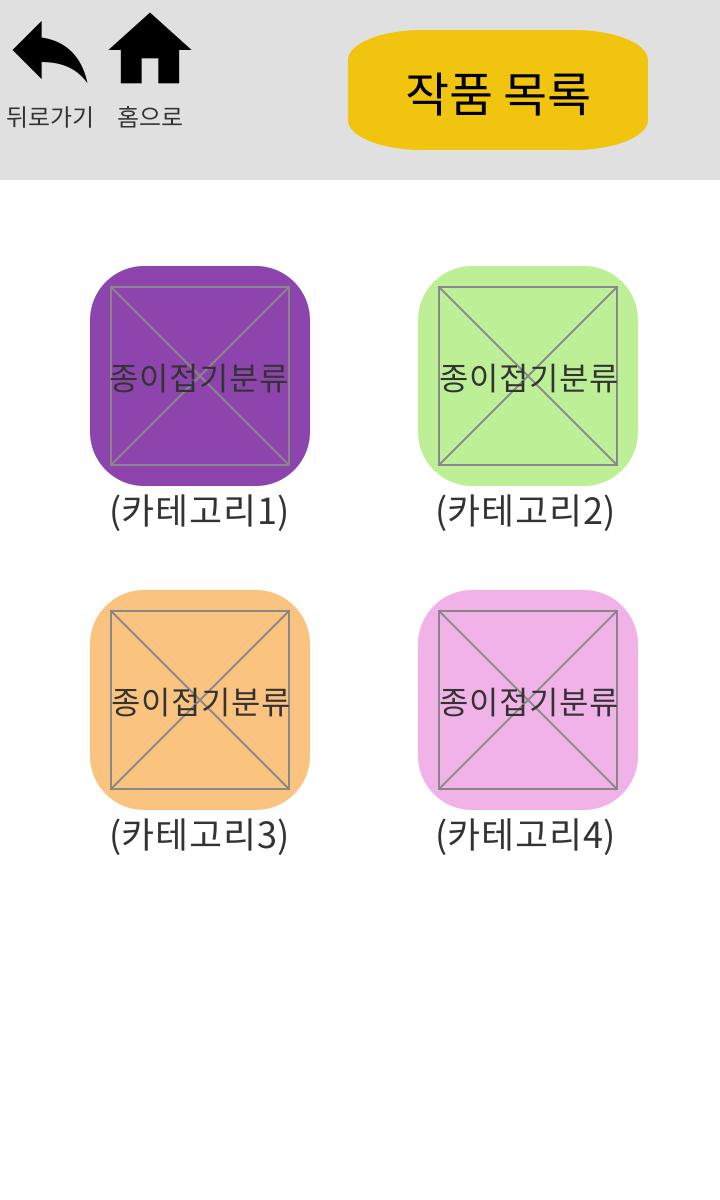 뒤로가기 홈으로
작품 목록
종이접기분류 종이접기분류
(카테고리1) (카테고리2)
종이접기분류 종이접기분류
(카테고리3) (카테고리4)